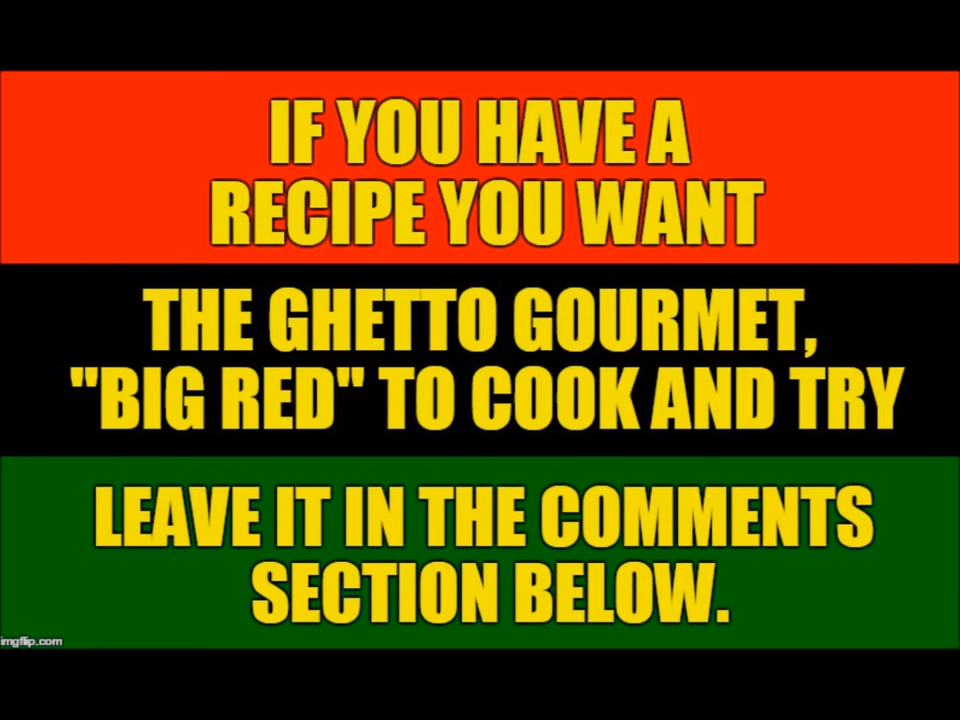 IF YOU HAVE A
RECIPE YOU WANT
THE GHETTO GOURMET,
"BIG RED" TO COOK AND TRY
LEAVE IT IN THE COMMENTS
SECTION BELOW.
imgflip.com